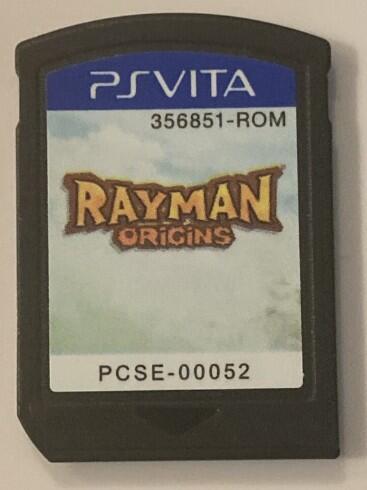 PSVITA
356851-ROM
RAYMAN
ORIGINS
PCSE-00052